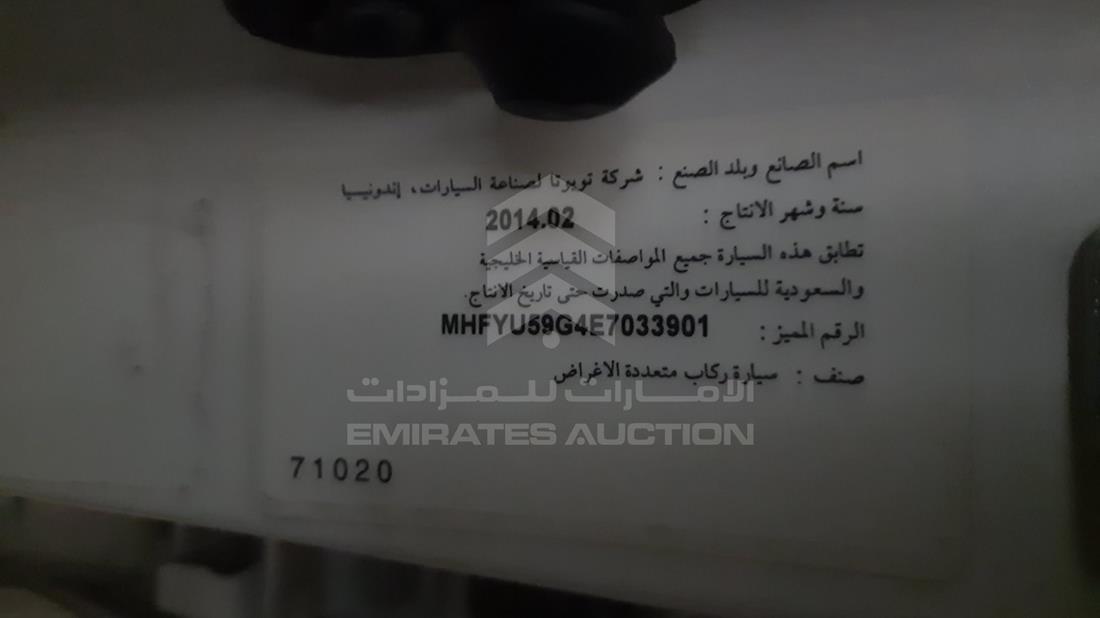 اسم الصانع وبلد الصنع : شركة تويوتا لصناعة السيارات، إندونيسيا
سنة وشهر الانتاج : 2014.02
تطابق هذه السيارة جميع المواصفات القياسية الخليجية
والسعودية للسيارات والتي صدرت حتى تاريخ الانتاج.
الرقم المميز : MHFYU59G4E7033901
صنف : سيارة ركاب متعددة الاغراض
الامارات للمزادات
EMIRATES AUCTION
71020